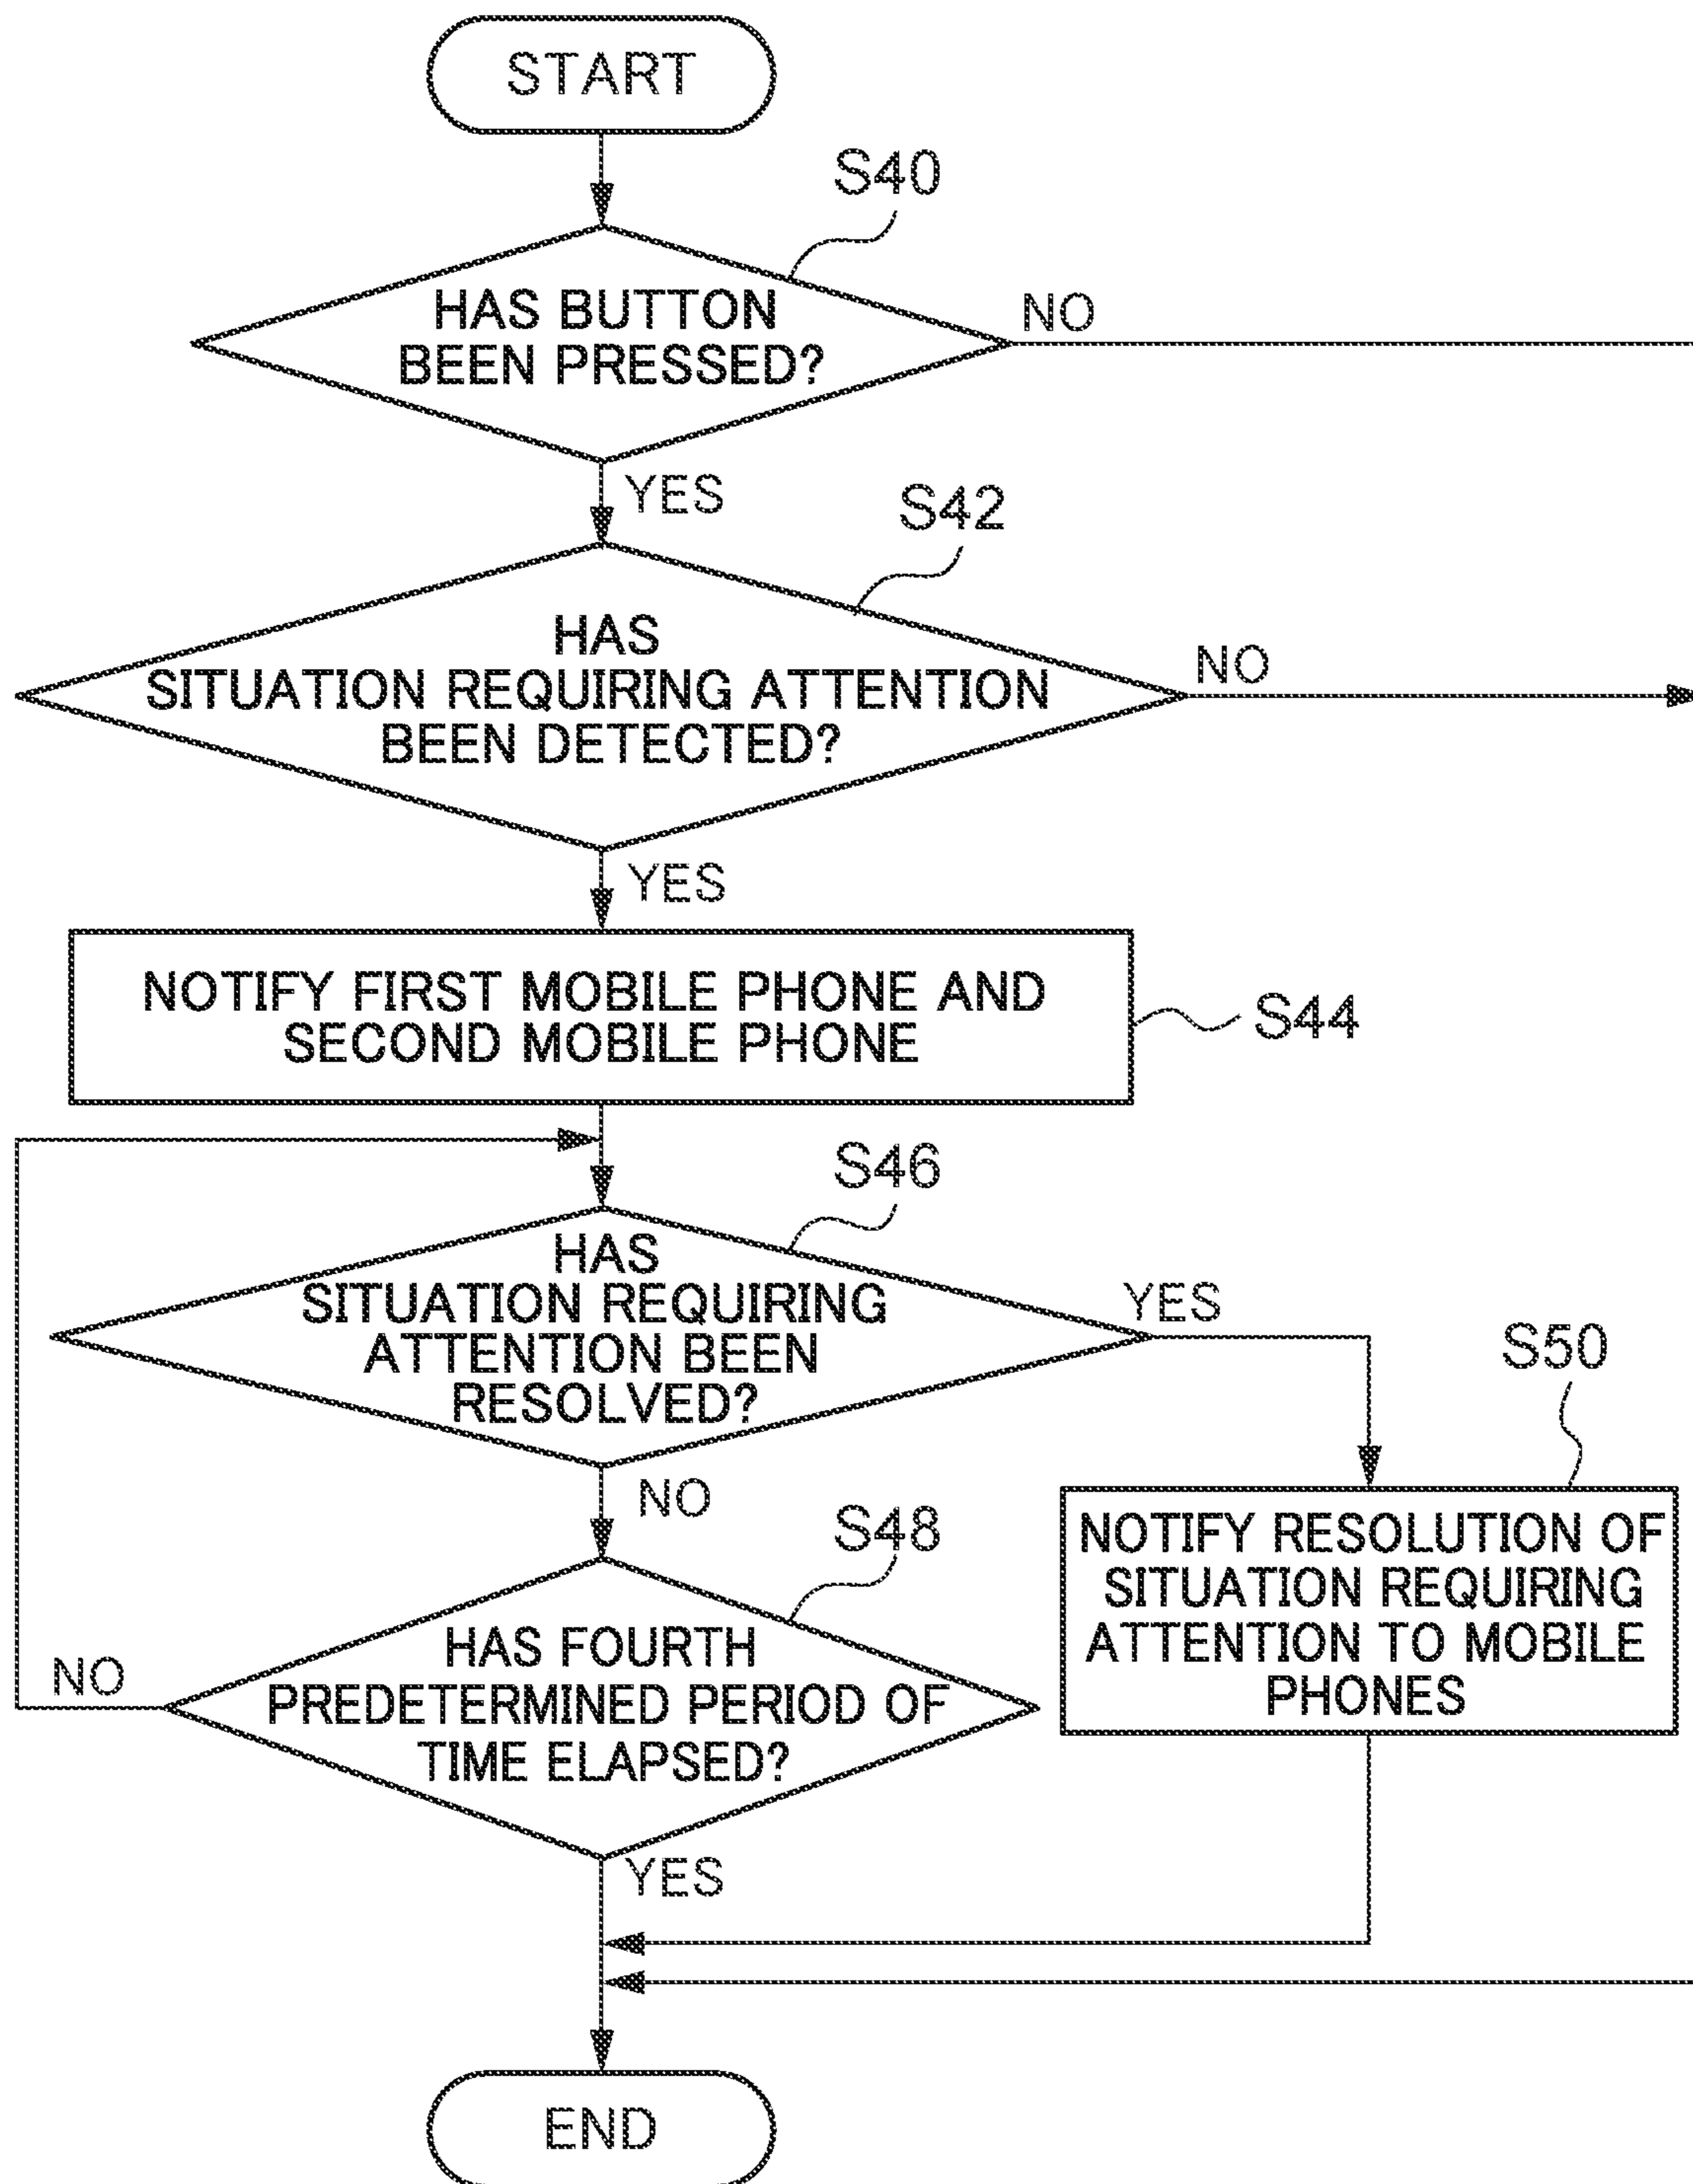 START
S40
HAS BUTTON
BEEN PRESSED?
NO
YES
S42
HAS
SITUATION REQUIRING ATTENTION
BEEN DETECTED?
NO
YES
NOTIFY FIRST MOBILE PHONE AND
SECOND MOBILE PHONE
S44
S46
HAS
SITUATION REQUIRING
ATTENTION BEEN
RESOLVED?
YES
NO
S50
NOTIFY RESOLUTION OF
SITUATION REQUIRING
ATTENTION TO MOBILE
PHONES
S48
HAS FOURTH
PREDETERMINED PERIOD OF
TIME ELAPSED?
NO
YES
END